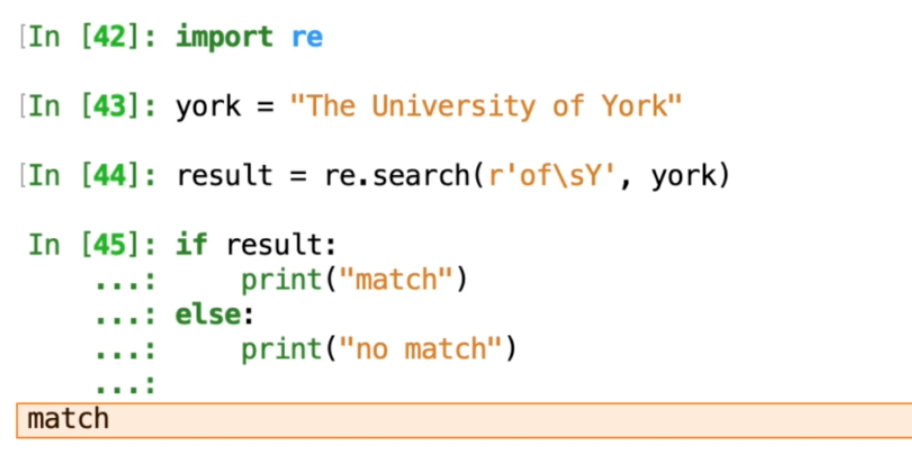 [In [42]: import re
[In [43]: york = "The University of York"
[In [44]: result = re.search(r'of\sY', york)
In [45]: if result:
...:     print("match")
...: else:
...:     print("no match")
...:
match